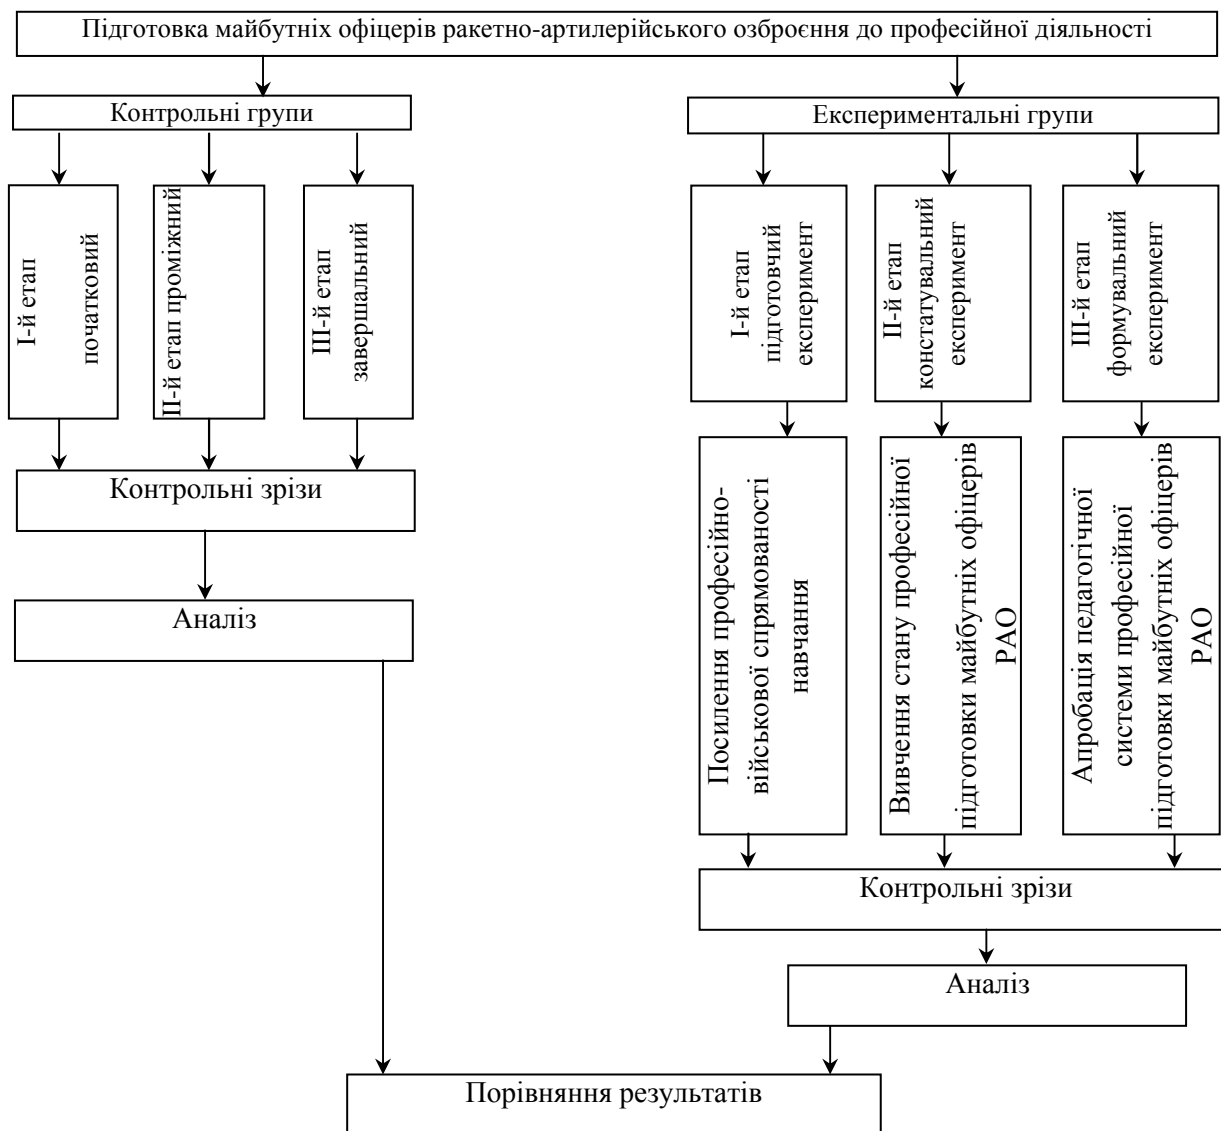 Підготовка майбутніх офіцерів ракетно-артилерійського озброєння до професійної діяльності
Контрольні групи
Експериментальні групи
І-й етап
початковий
ІІ-й етап проміжний
ІІІ-й етап
завершальний
І-й етап
підготовчий
експеримент
ІІ-й етап
констатувальний
експеримент
ІІІ-й етап
формувальний
експеримент
Контрольні зрізи
Аналіз
Посилення професійно-
військової спрямованості
навчання
Вивчення стану професійної
підготовки майбутніх офіцерів
РАО
Апробація педагогічної
системи професійної
підготовки майбутніх офіцерів
РАО
Контрольні зрізи
Аналіз
Порівняння результатів